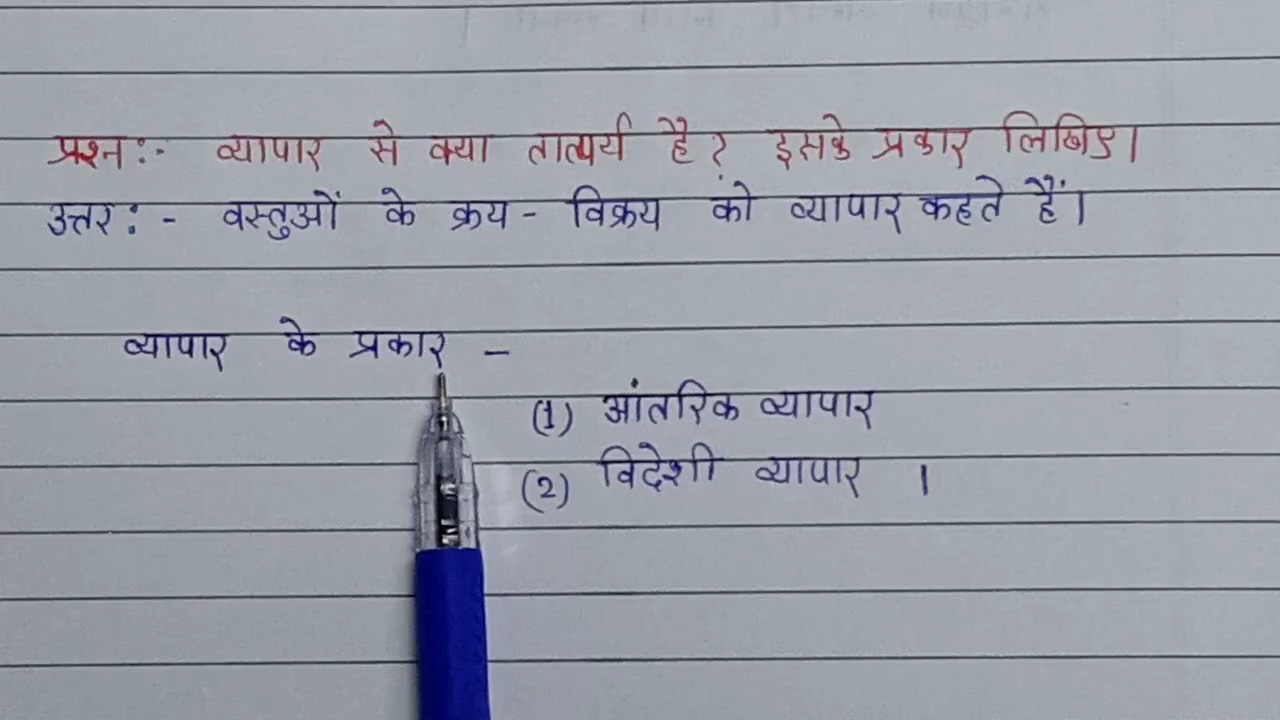 प्रश्न:- व्यापार से क्या तात्पर्य है? इसके प्रकार लिखिए।
उत्तर:- वस्तुओं के क्रय - विक्रय को व्यापार कहते हैं।
व्यापार के प्रकार -
(1) आंतरिक व्यापार
(2) विदेशी व्यापार ।